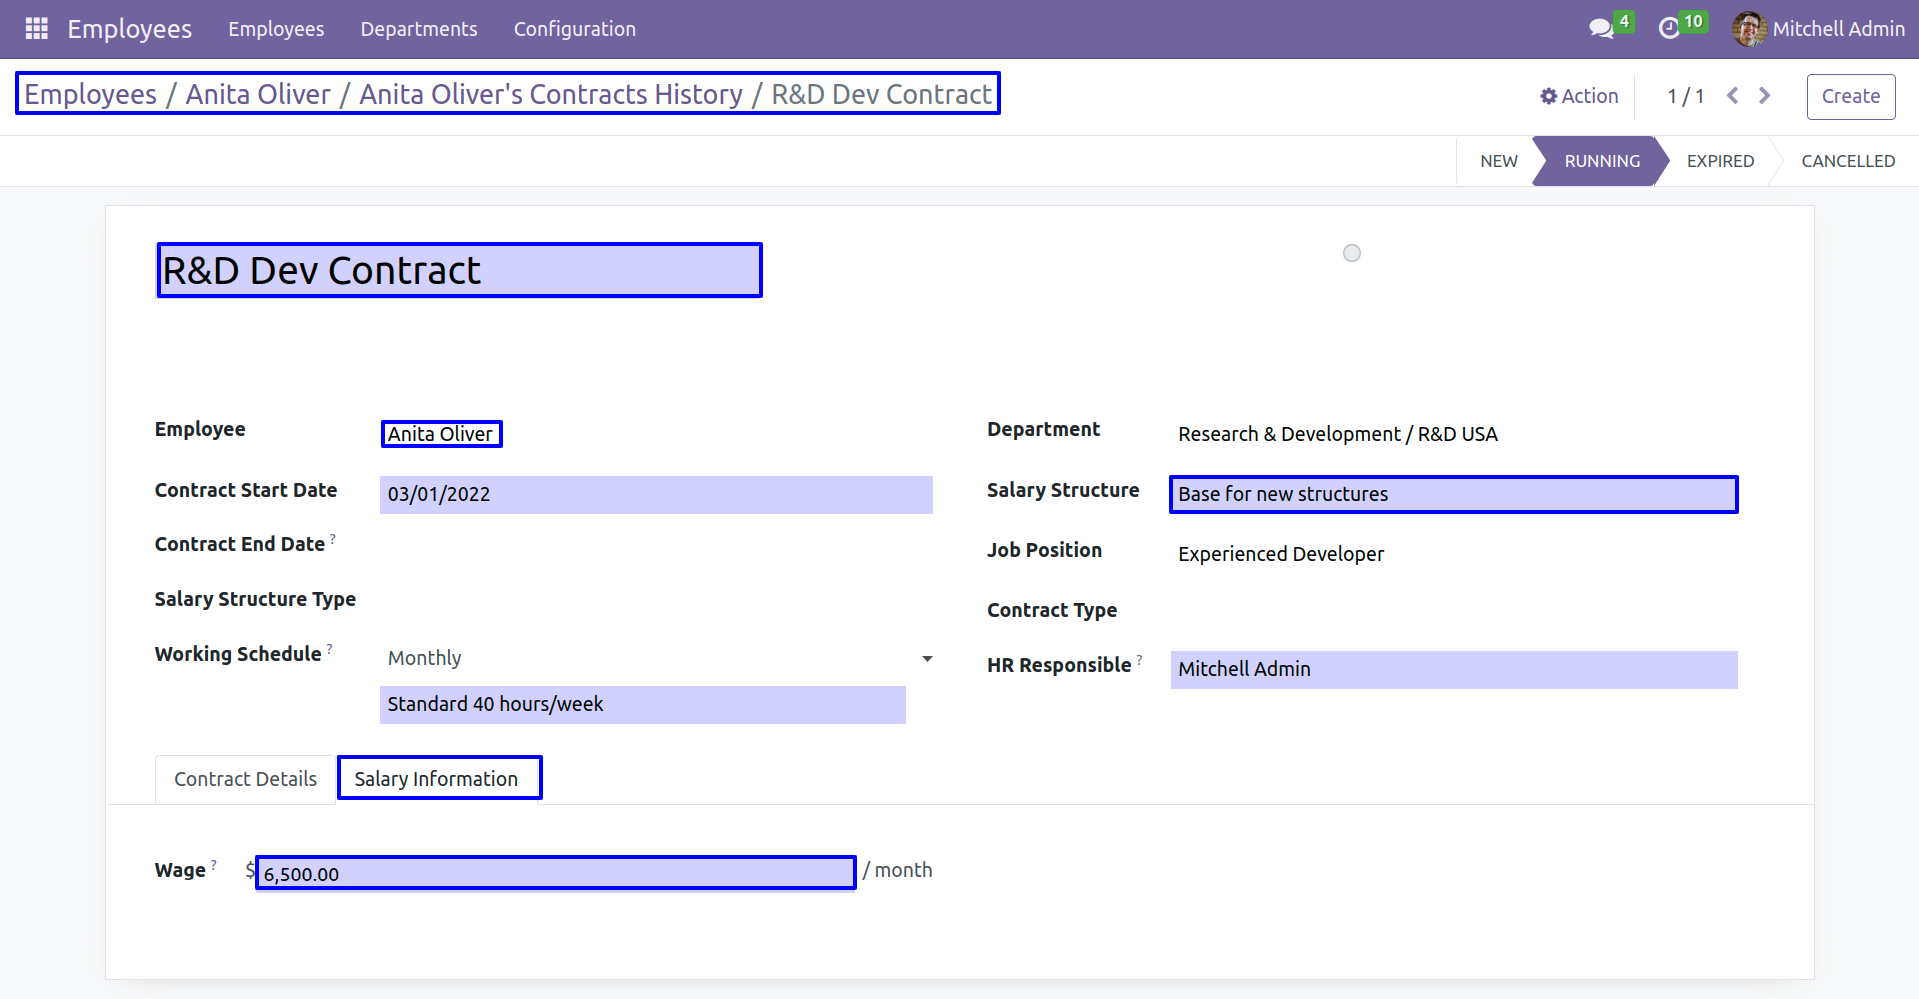 Employees Employees Departments Configuration 4 10 Mitchell Admin
Employees / Anita Oliver / Anita Oliver's Contracts History / R&D Dev Contract Action 1 / 1 Create
NEW RUNNING EXPIRED CANCELLED
R&D Dev Contract
Employee Anita Oliver Department Research & Development / R&D USA
Contract Start Date 03/01/2022 Salary Structure Base for new structures
Contract End Date ? Job Position Experienced Developer
Salary Structure Type Contract Type
Working Schedule ? Monthly HR Responsible ? Mitchell Admin
Standard 40 hours/week
Contract Details Salary Information
Wage ? $ 6,500.00 / month